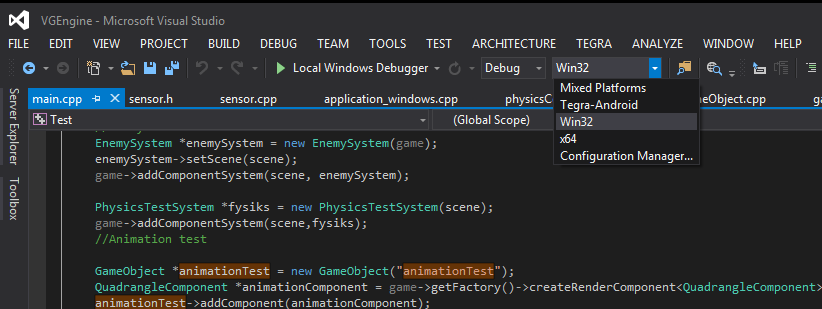 VGEngine - Microsoft Visual Studio
FILE EDIT VIEW PROJECT BUILD DEBUG TEAM TOOLS TEST ARCHITECTURE TEGRA ANALYZE WINDOW HELP
Local Windows Debugger Debug Win32
main.cpp sensor.h sensor.cpp application_windows.cpp physicsC eObject.cpp ga
Mixed Platforms
Tegra-Android
Win32
x64
Configuration Manager...
Test (Global Scope)
Server Explorer
Toolbox
EnemySystem *enemySystem = new EnemySystem(game);
enemySystem->setScene(scene);
game->addComponentSystem(scene, enemySystem);
PhysicsTestSystem *fysiks = new PhysicsTestSystem(scene);
game->addComponentSystem(scene,fysiks);
//Animation test
GameObject *animationTest = new GameObject("animationTest");
QuadrangleComponent *animationComponent = game->getFactory()->createRenderComponent<QuadrangleComponent>
animationTest->addComponent(animationComponent);